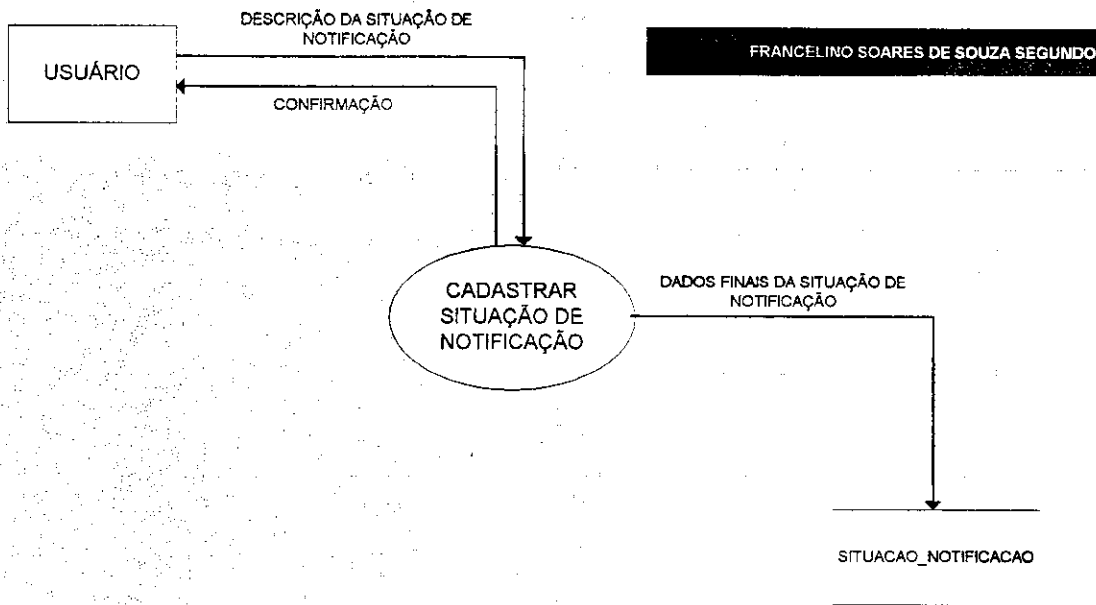 DESCRIÇÃO DA SITUAÇÃO DE
NOTIFICAÇÃO
FRANCELINO SOARES DE SOUZA SEGUNDO
USUÁRIO
CONFIRMAÇÃO
CADASTRAR
SITUAÇÃO DE
NOTIFICAÇÃO
DADOS FINAIS DA SITUAÇÃO DE
NOTIFICAÇÃO
SITUACAO_NOTIFICACAO